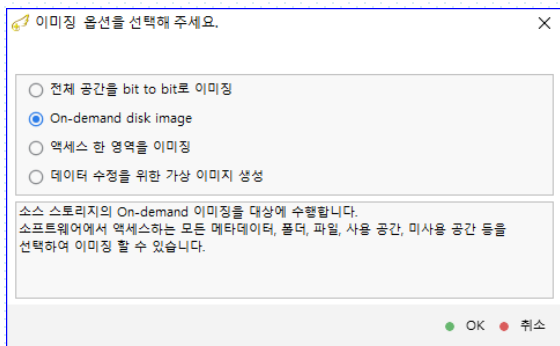 이미징 옵션을 선택해 주세요.
전체 공간을 bit to bit로 이미징
On-demand disk image
액세스 한 영역을 이미징
데이터 수정을 위한 가상 이미지 생성
소스 스토리지의 On-demand 이미징을 대상에 수행합니다.
소프트웨어에서 액세스하는 모든 메타데이터, 폴더, 파일, 사용 공간, 미사용 공간 등을
선택하여 이미징 할 수 있습니다.
OK 취소